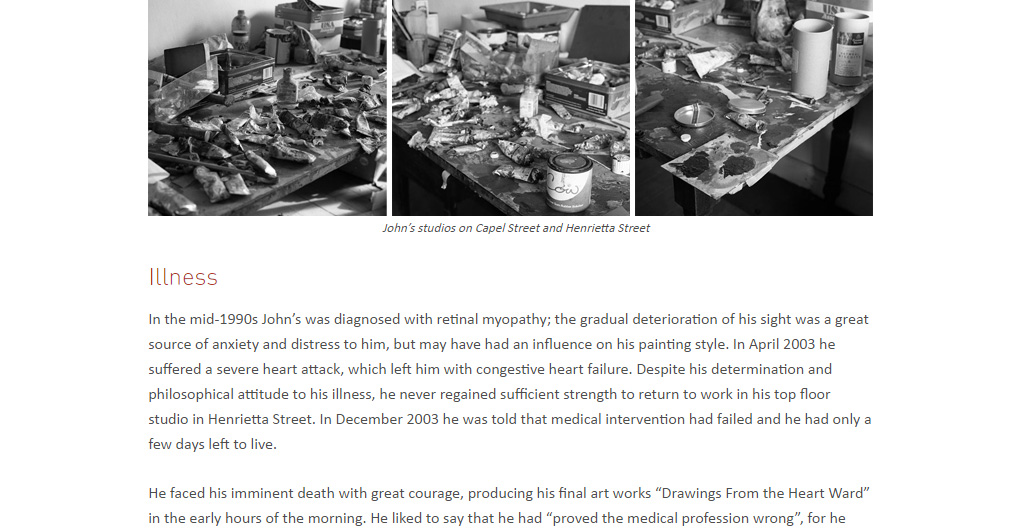 John's studios on Capel Street and Henrietta Street
Illness
In the mid-1990s John's was diagnosed with retinal myopathy; the gradual deterioration of his sight was a great
source of anxiety and distress to him, but may have had an influence on his painting style. In April 2003 he
suffered a severe heart attack, which left him with congestive heart failure. Despite his determination and
philosophical attitude to his illness, he never regained sufficient strength to return to work in his top floor
studio in Henrietta Street. In December 2003 he was told that medical intervention had failed and he had only a
few days left to live.
He faced his imminent death with great courage, producing his final art works “Drawings From the Heart Ward”
in the early hours of the morning. He liked to say that he had “proved the medical profession wrong”, for he